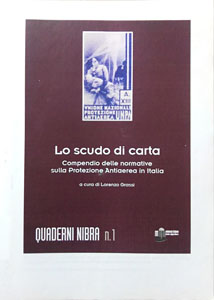 A.
XII
UNIONE NAZIONALE
PROTEZIONE
ANTIAEREA
Lo scudo di carta
Compendio delle normative
sulla Protezione Antiaerea in Italia
a cura di Lorenzo Grassi
QUADERNI NIBRA n.1